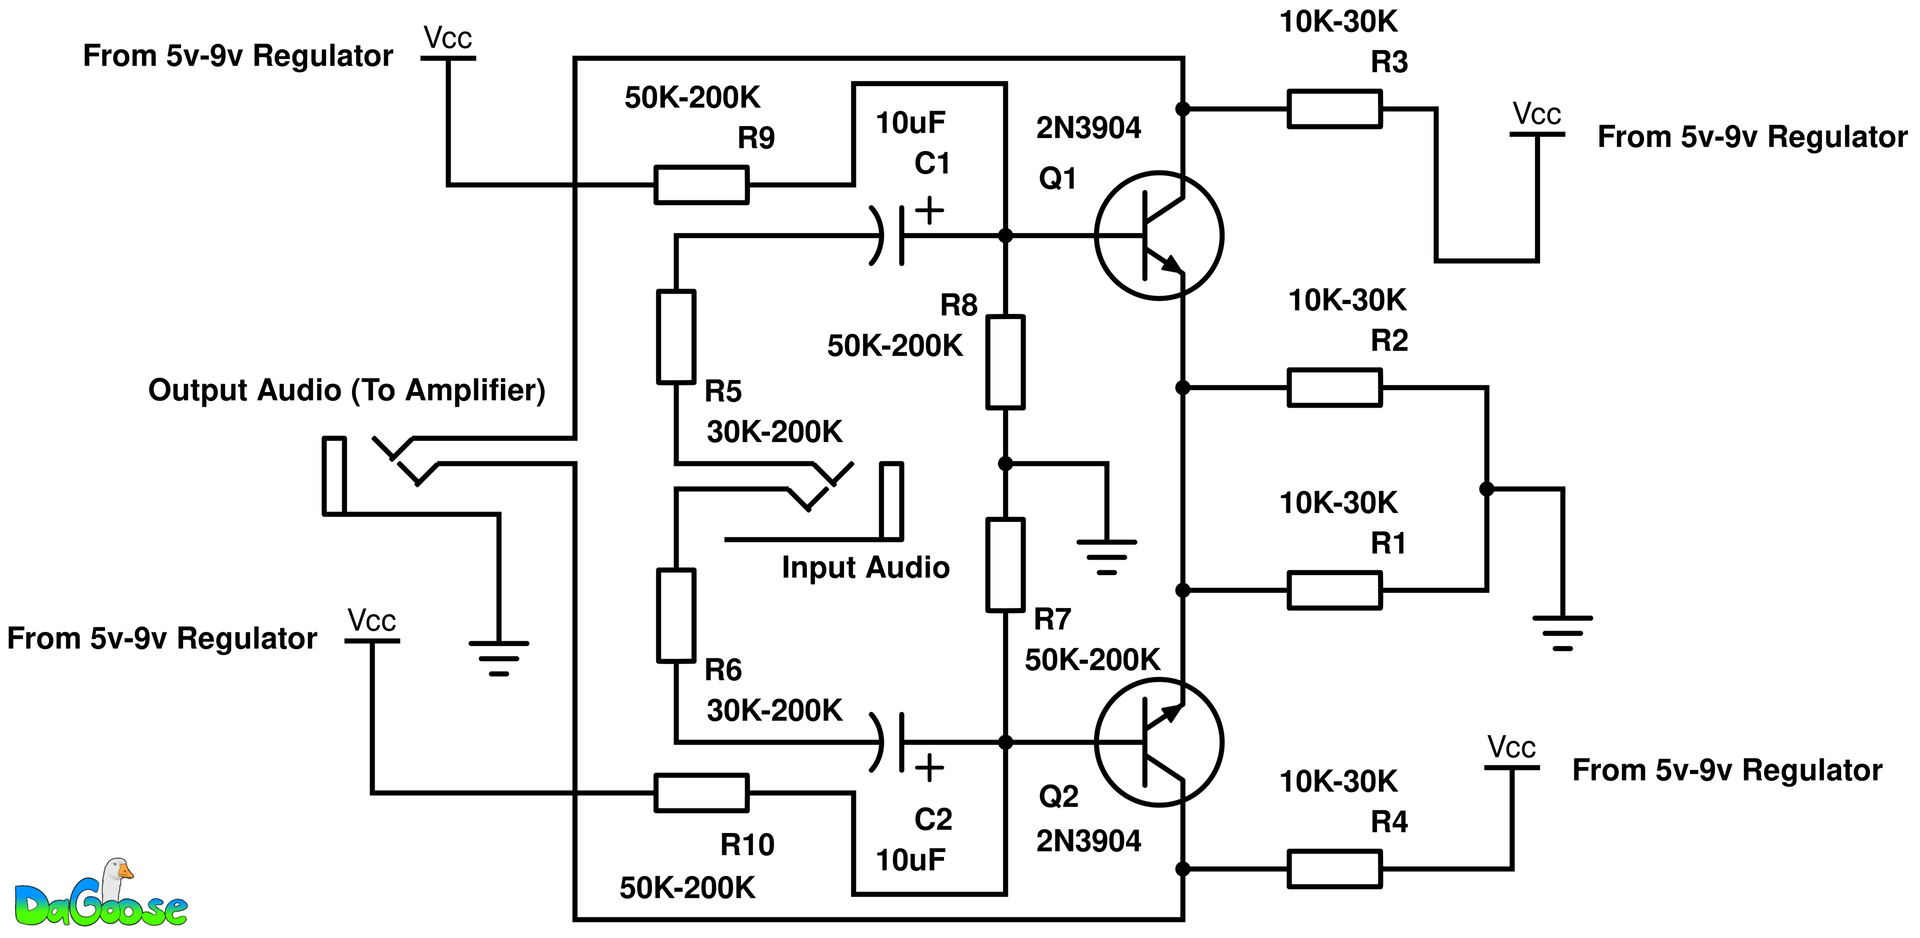 From 5v-9v Regulator
Vcc
50K-200K
R9
10uF
C1
+
2N3904
Q1
10K-30K
R3
Vcc
From 5v-9v Regulator
R8
50K-200K
10K-30K
R2
Output Audio (To Amplifier)
R5
30K-200K
Input Audio
10K-30K
R1
From 5v-9v Regulator
Vcc
R6
30K-200K
R7
50K-200K
+
C2
10uF
Q2
2N3904
R10
50K-200K
10K-30K
R4
Vcc
From 5v-9v Regulator
DaGoose